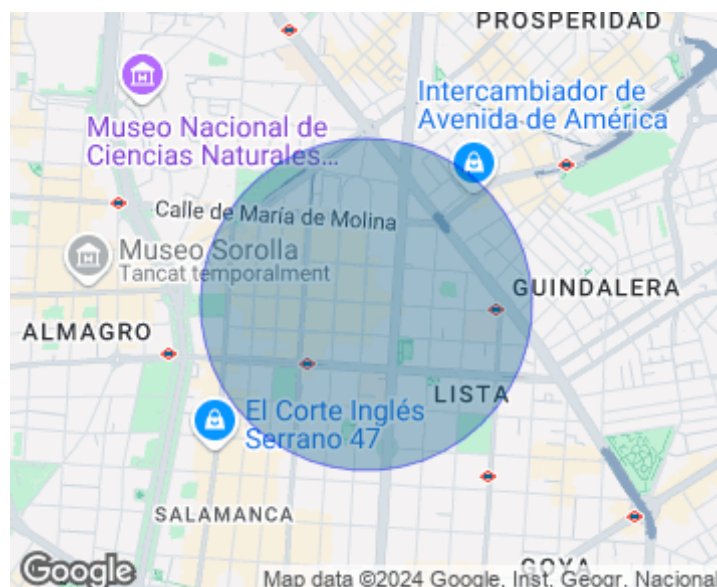 PROSPERIDAD
Intercambiador de
Avenida de América
Museo Nacional de
Ciencias Naturales...
Calle de María de Molina
Museo Sorolla
Tancat temporalment
GUINDALERA
ALMAGRO
LISTA
El Corte Inglés
Serrano 47
SALAMANCA
GOYA
Google
Map data ©2024 Google, Inst. Geogr. Nacional